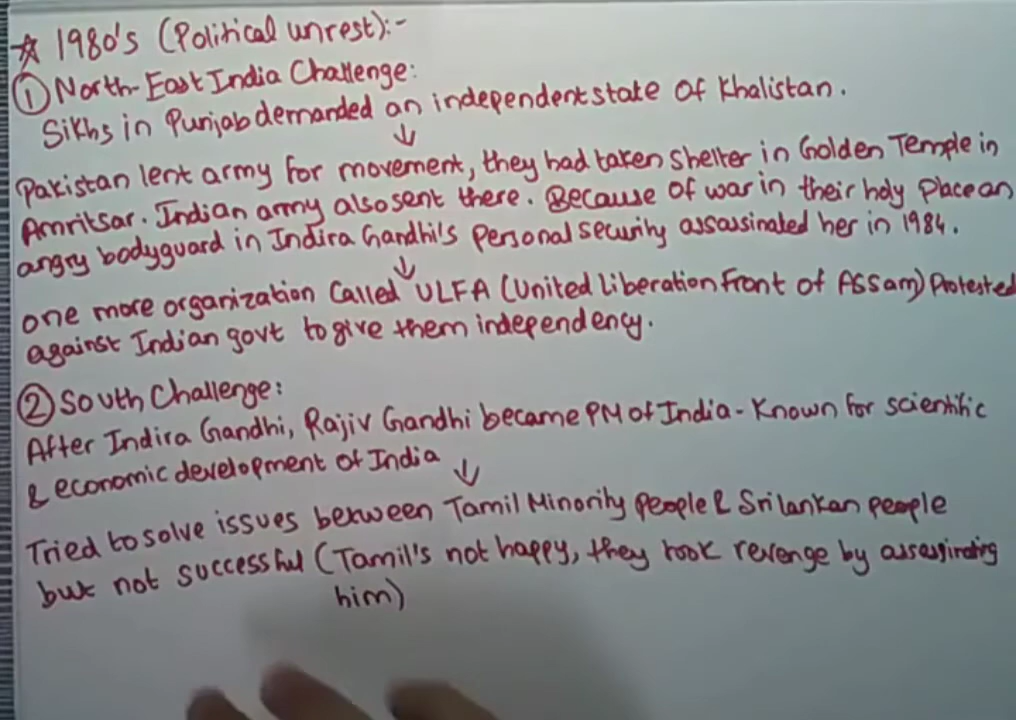 ☆ 1980's (Political unrest):-
① North-East India Challenge:
Sikhs in Punjab demanded an independent state of Khalistan.
↓
Pakistan lent army for movement, they had taken shelter in Golden Temple in
Amritsar. Indian army also sent there. Because of war in their holy place an
angry bodyguard in Indira Gandhi's personal security assassinated her in 1984.
↓
one more organization called ULFA (United Liberation Front of Assam) Protested
against Indian govt to give them independency.
② South Challenge:
After Indira Gandhi, Rajiv Gandhi became PM of India - Known for scientific
& economic development of India
↓
Tried to solve issues between Tamil Minority people & Sri lankan people
but not successful (Tamil's not happy, they took revenge by assassinating
him)